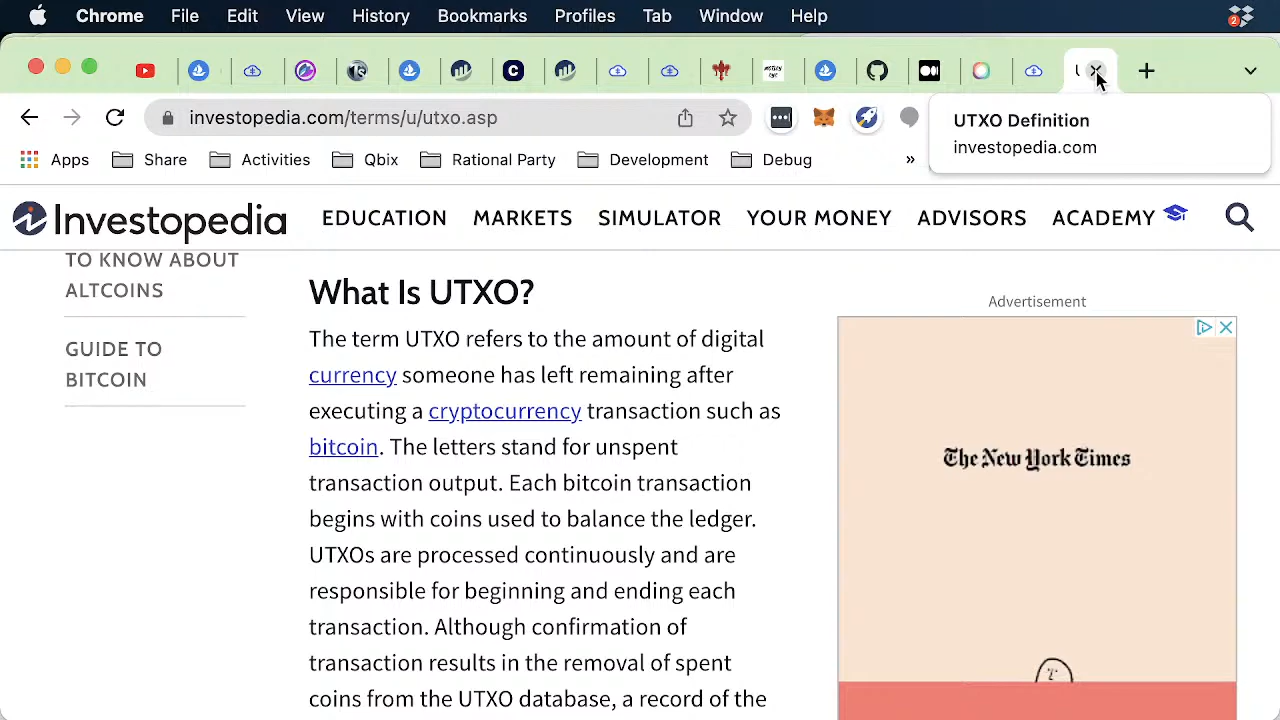 Chrome File Edit View History Bookmarks Profiles Tab Window Help
2
investopedia.com/terms/u/utxo.asp
UTXO Definition
investopedia.com
Apps Share Activities Qbix Rational Party Development Debug »
Investopedia EDUCATION MARKETS SIMULATOR YOUR MONEY ADVISORS ACADEMY
TO KNOW ABOUT
ALTCOINS
GUIDE TO
BITCOIN
What Is UTXO?
The term UTXO refers to the amount of digital
currency someone has left remaining after
executing a cryptocurrency transaction such as
bitcoin. The letters stand for unspent
transaction output. Each bitcoin transaction
begins with coins used to balance the ledger.
UTXOs are processed continuously and are
responsible for beginning and ending each
transaction. Although confirmation of
transaction results in the removal of spent
coins from the UTXO database, a record of the
Advertisement
The New York Times